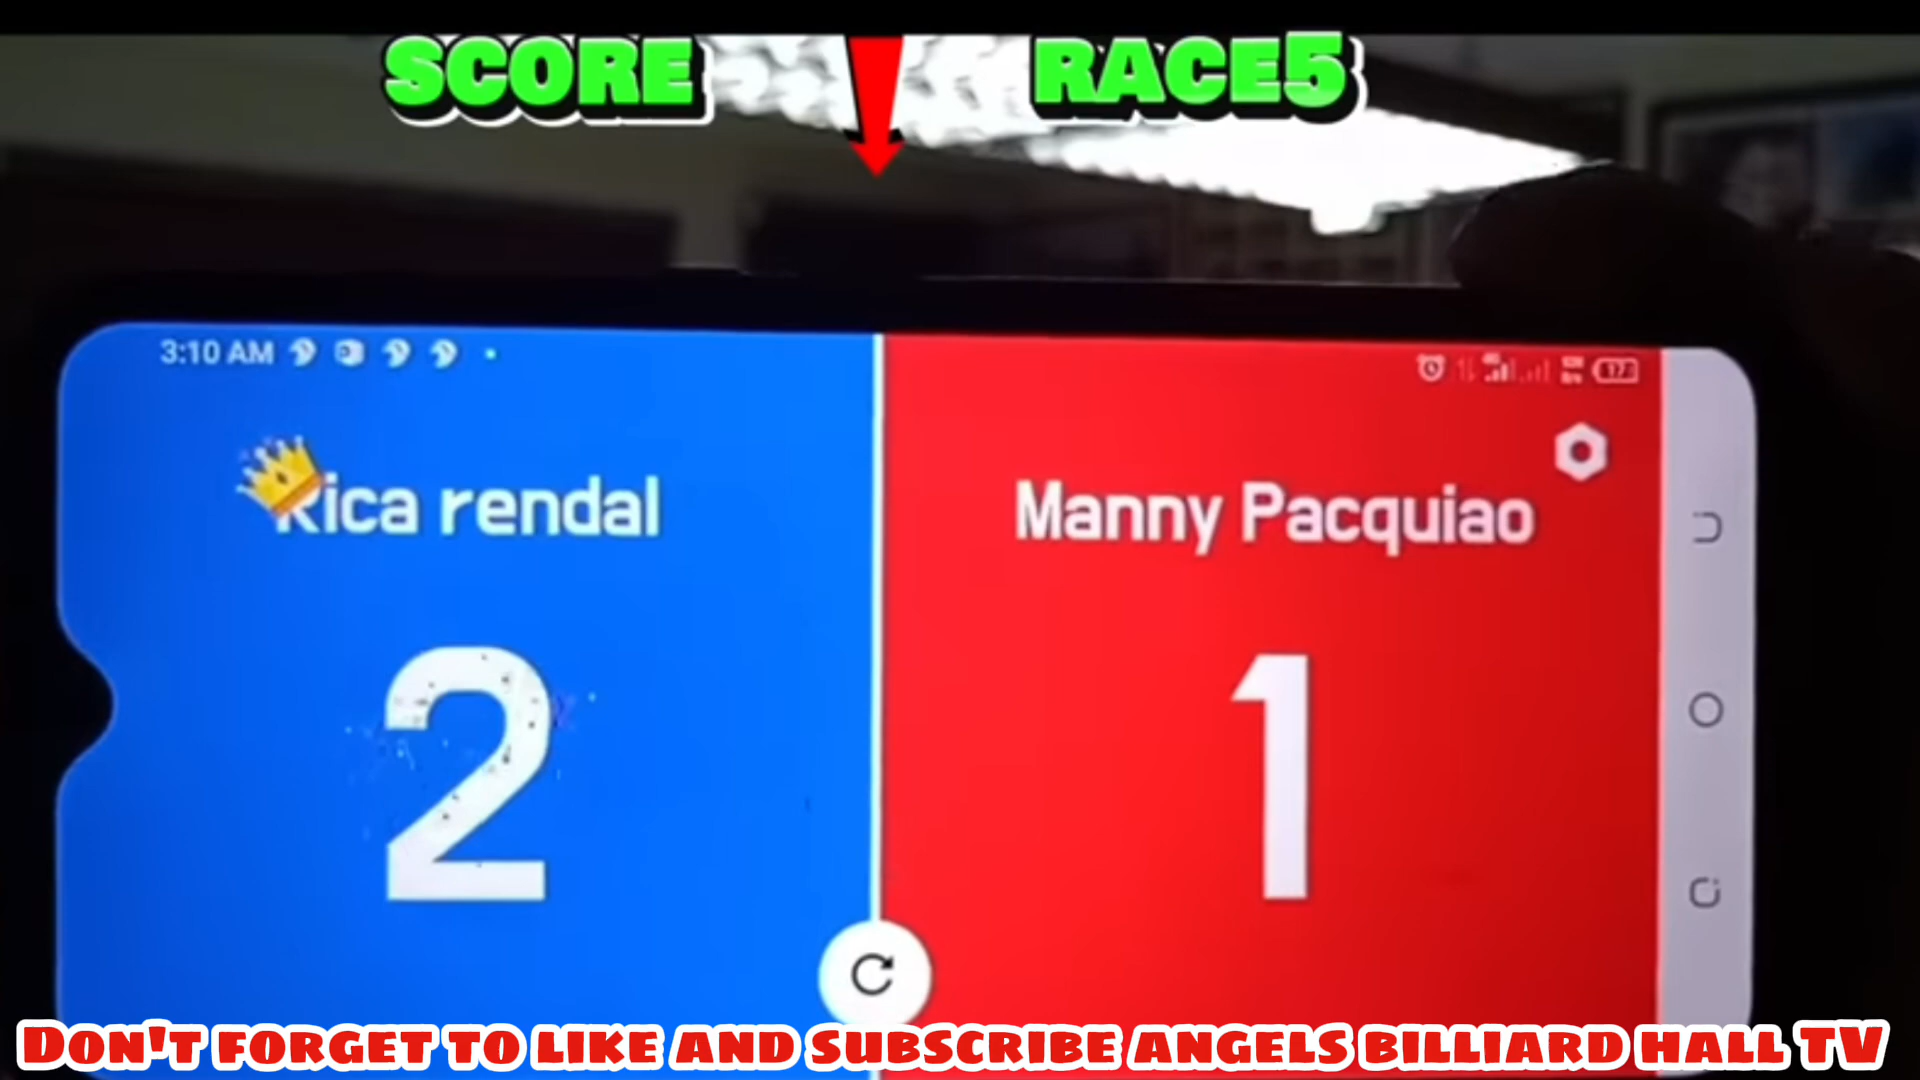 SCORE RACE5
3:10 AM
Rica rendal Manny Pacquiao
2 1
DON'T FORGET TO LIKE AND SUBSCRIBE ANGELS BILLIARD HALL TV